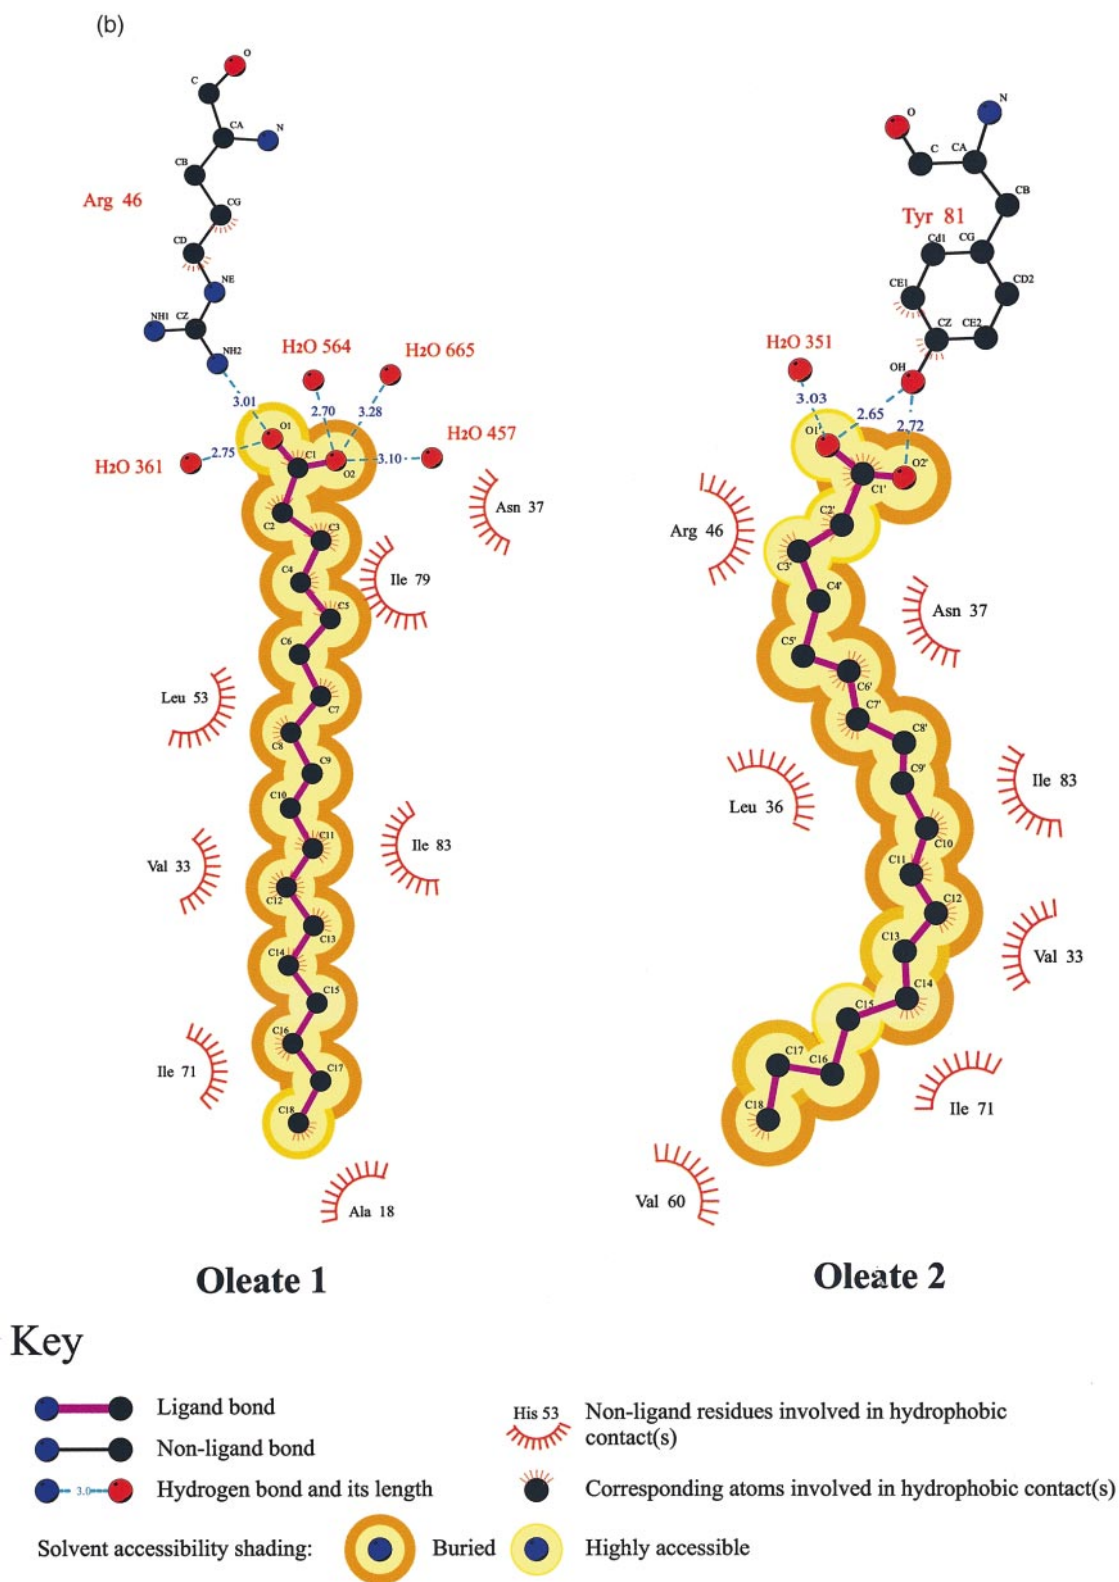 (b)
O
C
CA
N
CB
Arg 46
CG
CD
NE
NH1
CZ
NH2
H2O 564
H2O 665
3.01
2.70
3.28
O1
H2O 457
H2O 361
2.75
C1
O2
3.10
Asn 37
C2
C3
C4
Ile 79
C5
C6
Leu 53
C7
C8
C9
C10
C11
Ile 83
Val 33
C12
C13
C14
C15
C16
Ile 71
C17
C18
Ala 18
Oleate 1
O
N
C
CA
CB
Tyr 81
Cd1
CG
CE1
CD2
CZ
CE2
H2O 351
OH
3.03
2.65
2.72
O1'
O2'
C1'
Arg 46
C2'
C3'
C4'
Asn 37
C5'
C6'
C7'
C8'
C9'
Ile 83
Leu 36
C10
C11
C12
C13
Val 33
C14
C15
C17
C16
C18
Ile 71
Val 60
Oleate 2
Key
Ligand bond
Non-ligand bond
3.0
Hydrogen bond and its length
His 53
Non-ligand residues involved in hydrophobic
contact(s)
Corresponding atoms involved in hydrophobic contact(s)
Solvent accessibility shading:
Buried
Highly accessible